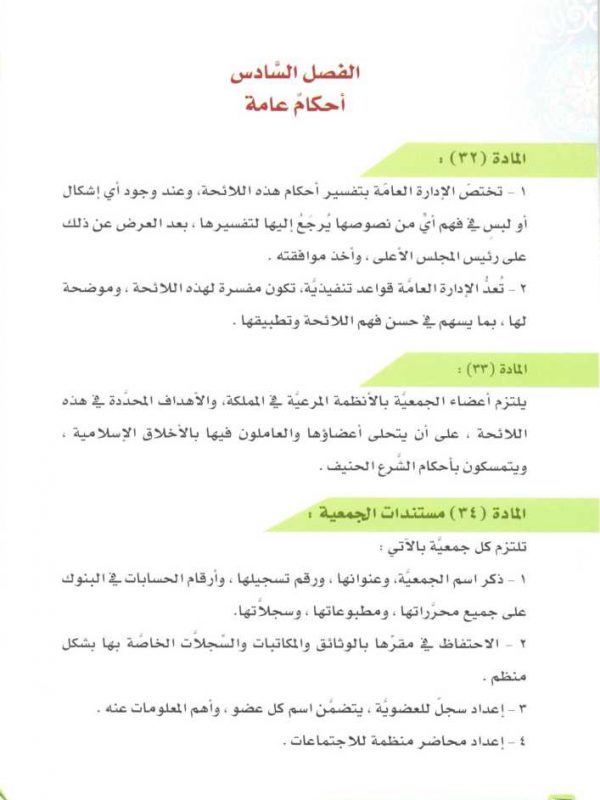 الفصل السَّادس
أحكامٌ عامة
المادة (٣٢) :
١ - تختصّ الإدارة العامّة بتفسير أحكام هذه اللائحة، وعند وجود أي إشكال
أو لبسٍ في فهم أيٍّ من نصوصها يُرجَعُ إليها لتفسيرها ، بعد العرض عن ذلك
على رئيس المجلس الأعلى ، وأخذ موافقته .
٢ - تُعدُّ الإدارة العامَّة قواعد تنفيذيَّة، تكون مفسرة لهذه اللائحة ، وموضحة
لها ، بما يسهم في حسن فهم اللائحة وتطبيقها .
المادة (٣٣) :
يلتزم أعضاء الجمعيَّة بالأنظمة المرعيَّة في المملكة، والأهداف المحدَّدة في هذه
اللائحة ، على أن يتحلى أعضاؤها والعاملون فيها بالأخلاق الإسلامية ،
ويتمسكون بأحكام الشَّرع الحنيف .
المادة (٣٤) مستندات الجمعية :
تلتزم كل جمعيَّة بالآتي :
١ - ذكر اسم الجمعيَّة، وعنوانها ، ورقم تسجيلها ، وأرقام الحسابات في البنوك
على جميع محرَّراتها ، ومطبوعاتها ، وسجلاَّتها.
٢ - الاحتفاظ في مقرّها بالوثائق والمكاتبات والسّجلاَّت الخاصَّة بها بشكل
منظم .
٣ - إعداد سجلّ للعضويَّة ، يتضمَّن اسم كل عضو ، وأهم المعلومات عنه .
٤ - إعداد محاضر منظمة للاجتماعات .